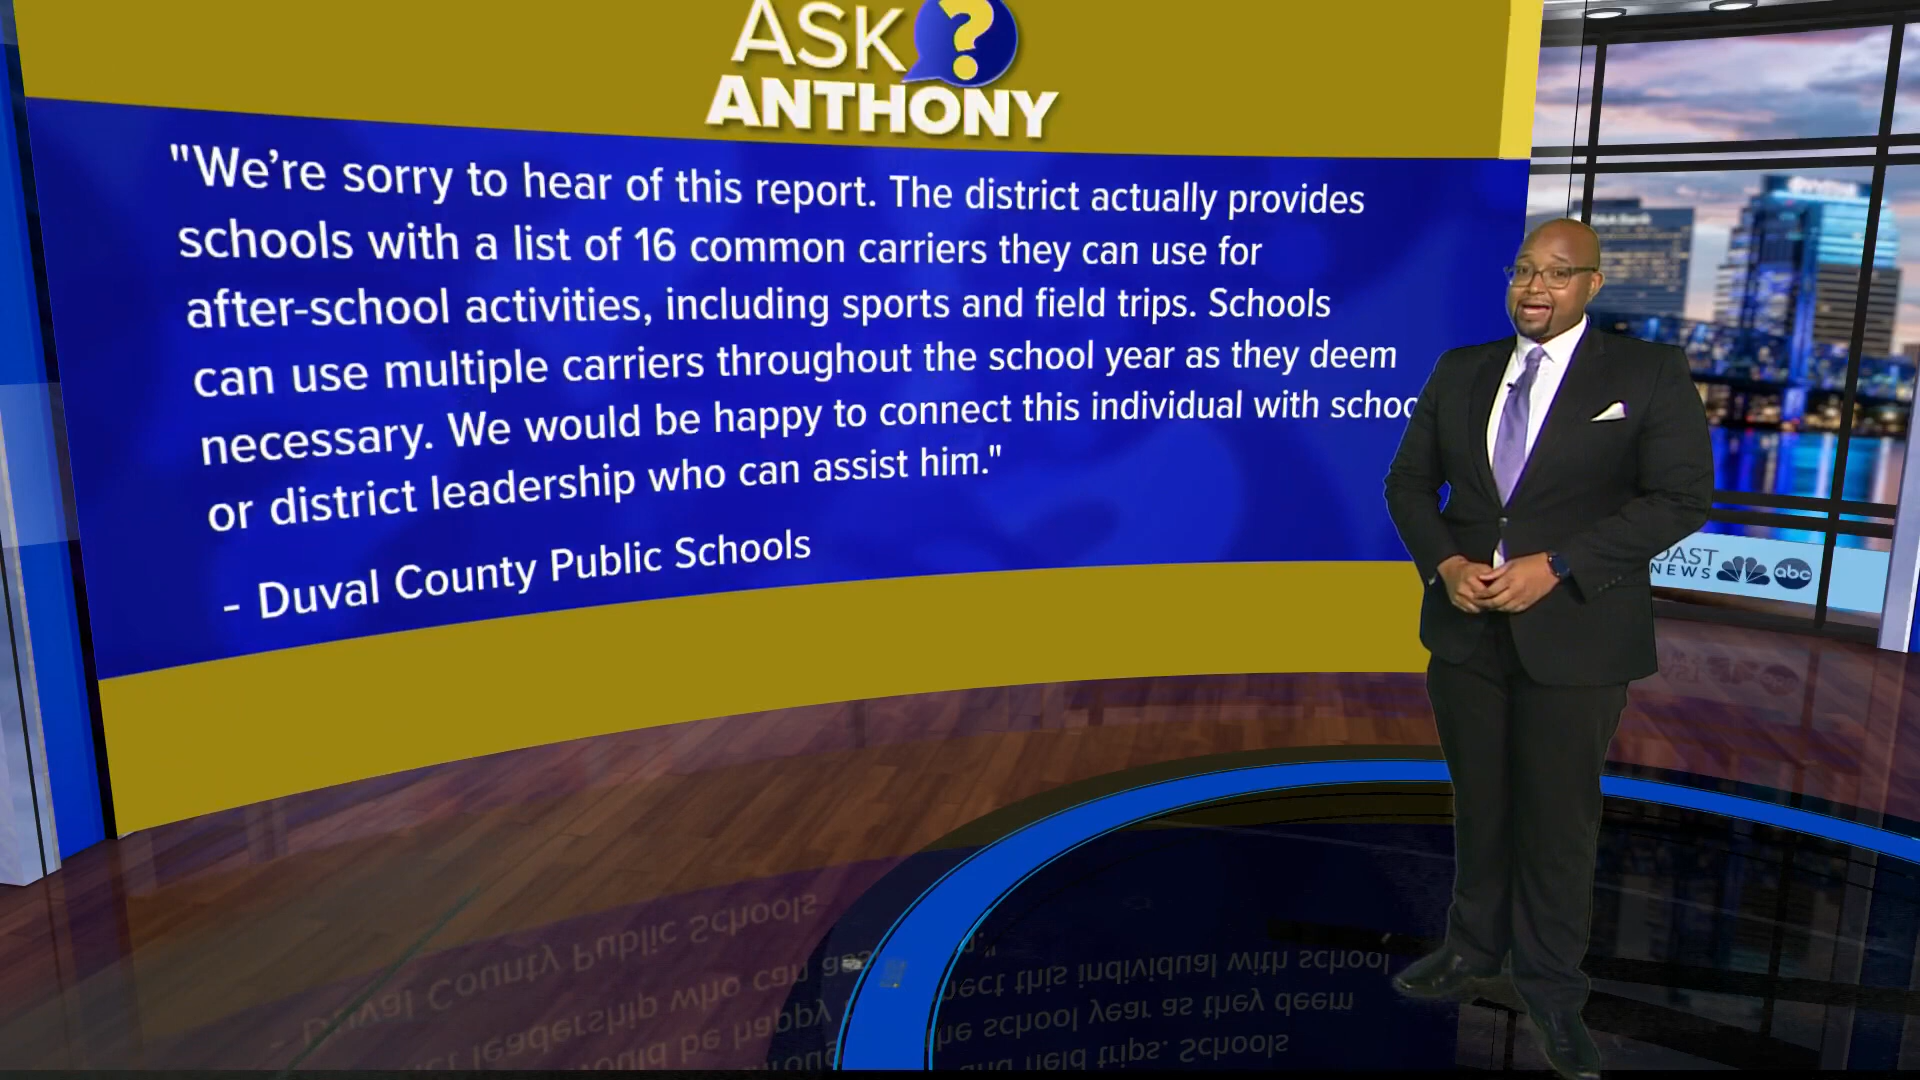 ASK ?
ANTHONY
"We’re sorry to hear of this report. The district actually provides
schools with a list of 16 common carriers they can use for
after-school activities, including sports and field trips. Schools
can use multiple carriers throughout the school year as they deem
necessary. We would be happy to connect this individual with schoo
or district leadership who can assist him."
- Duval County Public Schools
OAST
NEWS
abc